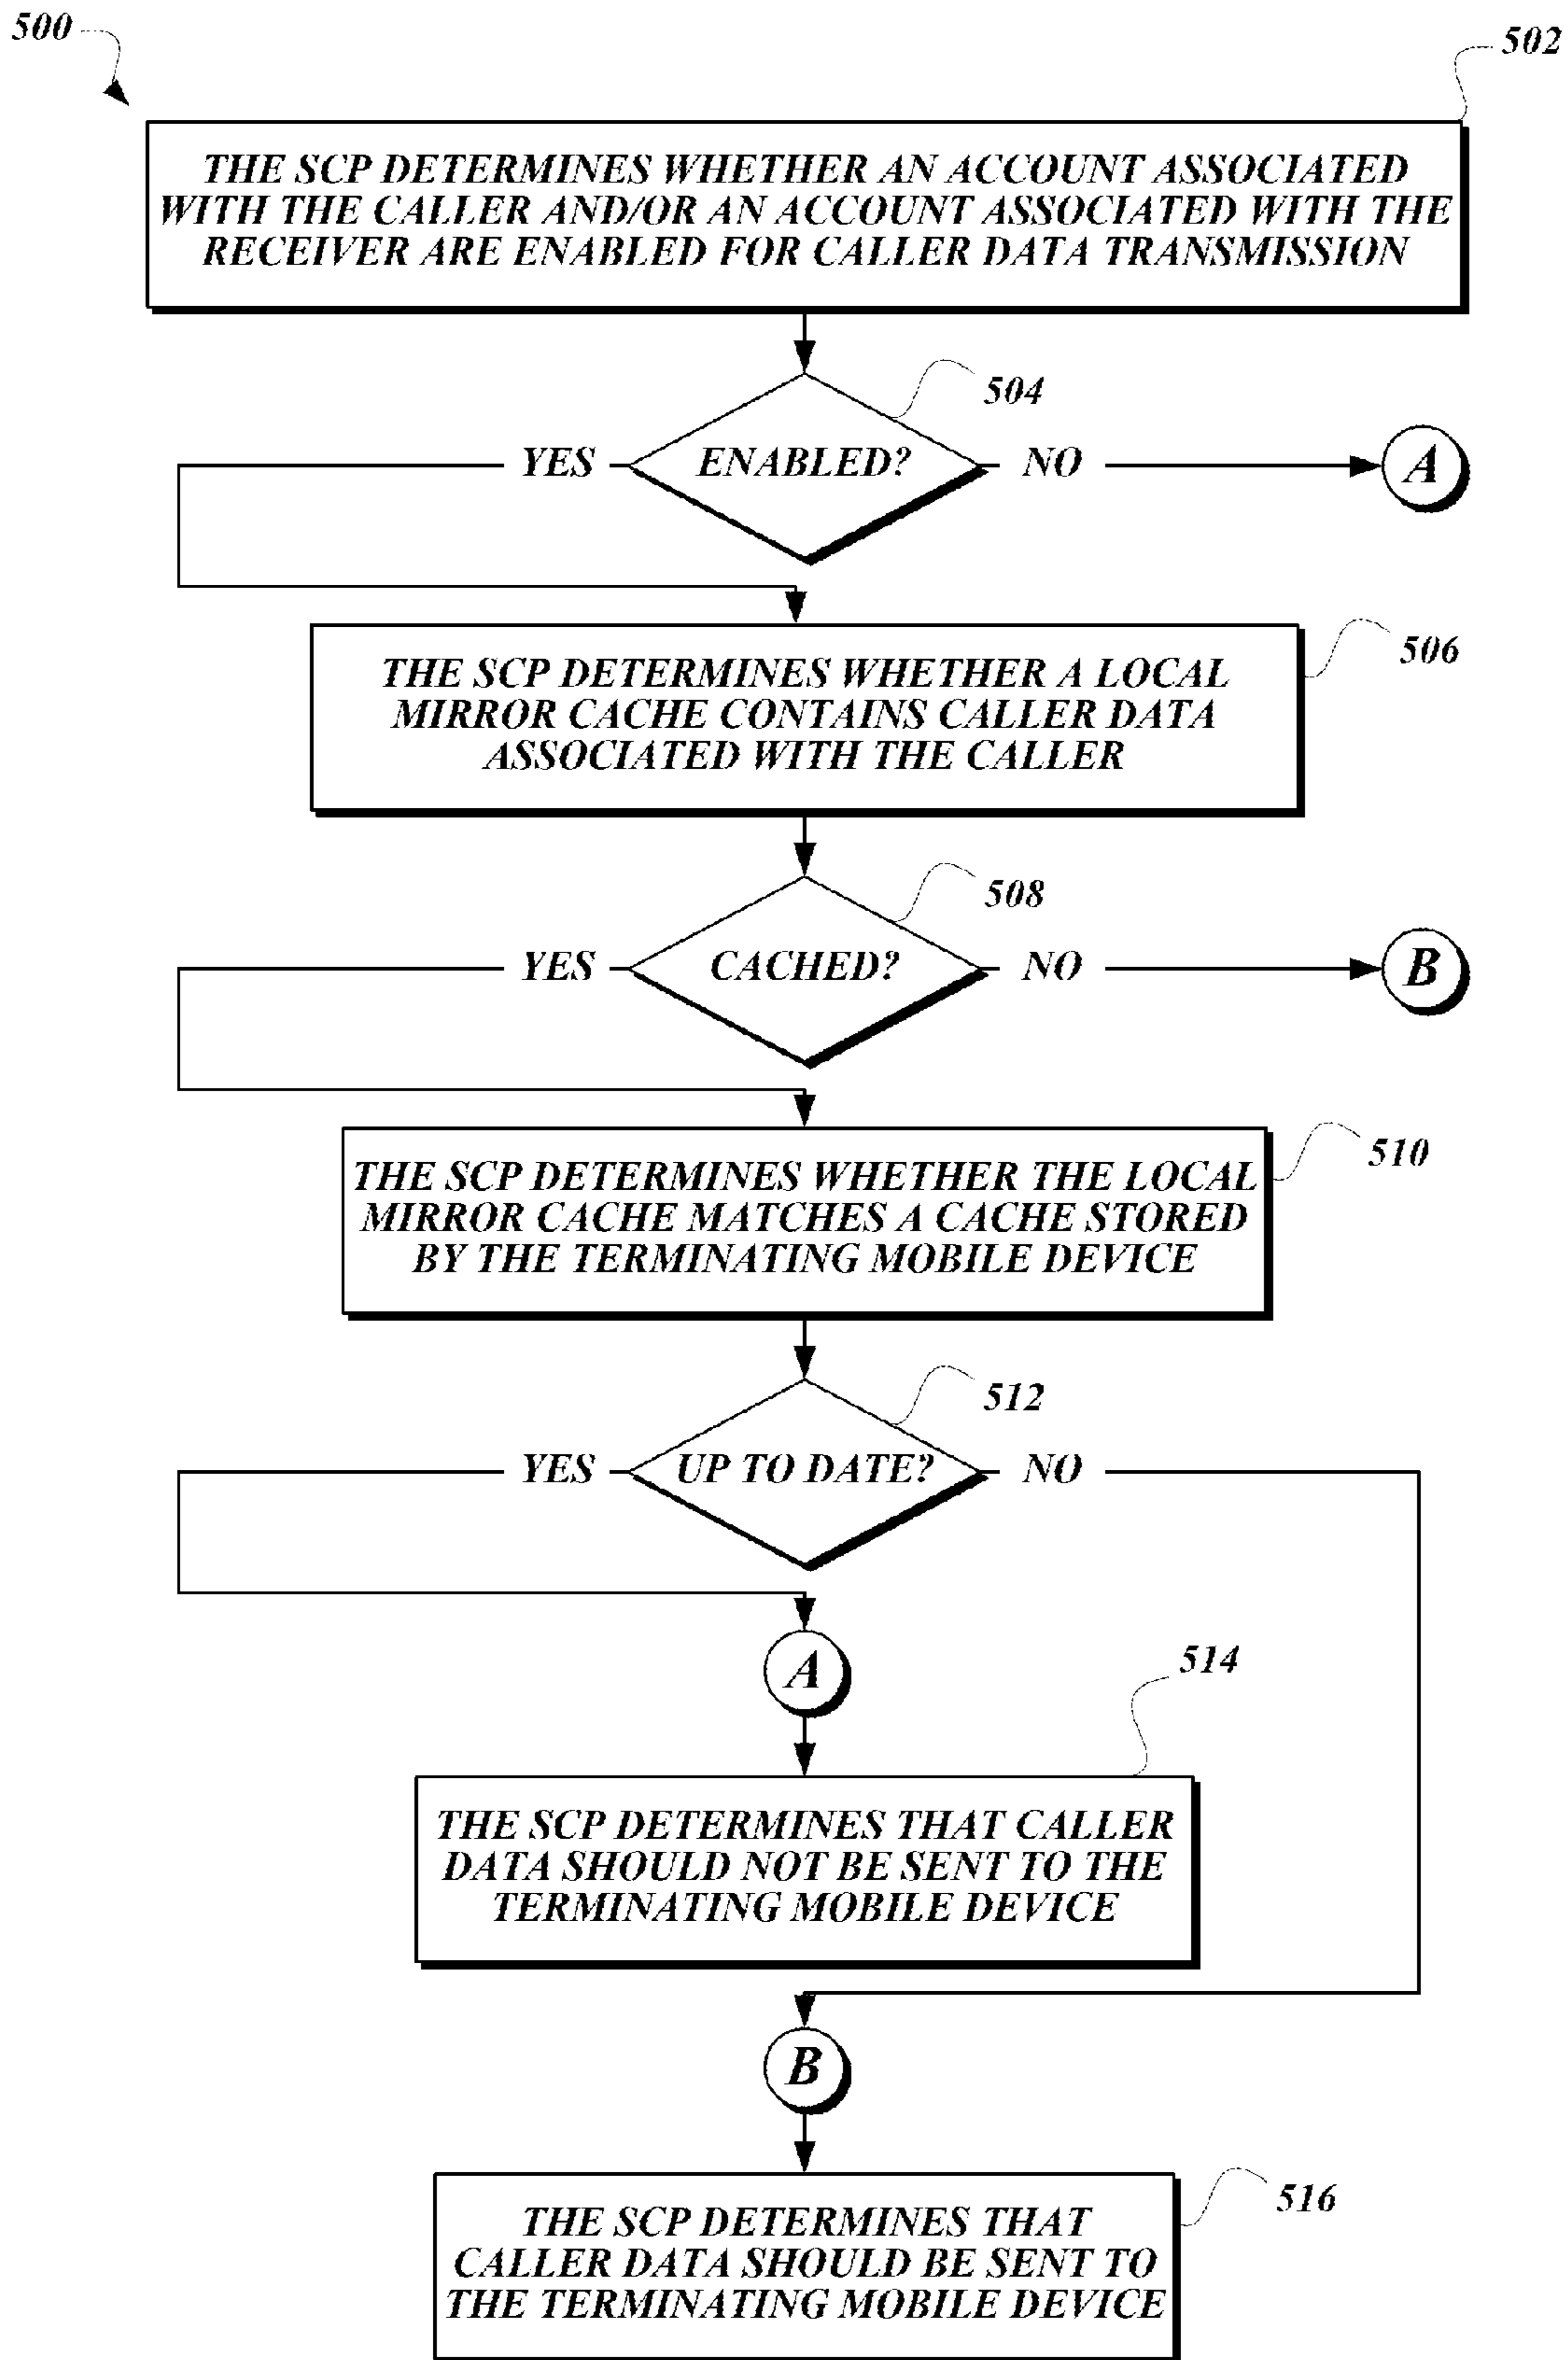 500
502
THE SCP DETERMINES WHETHER AN ACCOUNT ASSOCIATED
WITH THE CALLER AND/OR AN ACCOUNT ASSOCIATED WITH THE
RECEIVER ARE ENABLED FOR CALLER DATA TRANSMISSION
504
YES
ENABLED?
NO
A
506
THE SCP DETERMINES WHETHER A LOCAL
MIRROR CACHE CONTAINS CALLER DATA
ASSOCIATED WITH THE CALLER
508
YES
CACHED?
NO
B
510
THE SCP DETERMINES WHETHER THE LOCAL
MIRROR CACHE MATCHES A CACHE STORED
BY THE TERMINATING MOBILE DEVICE
512
YES
UP TO DATE?
NO
A
514
THE SCP DETERMINES THAT CALLER
DATA SHOULD NOT BE SENT TO THE
TERMINATING MOBILE DEVICE
B
516
THE SCP DETERMINES THAT
CALLER DATA SHOULD BE SENT TO
THE TERMINATING MOBILE DEVICE